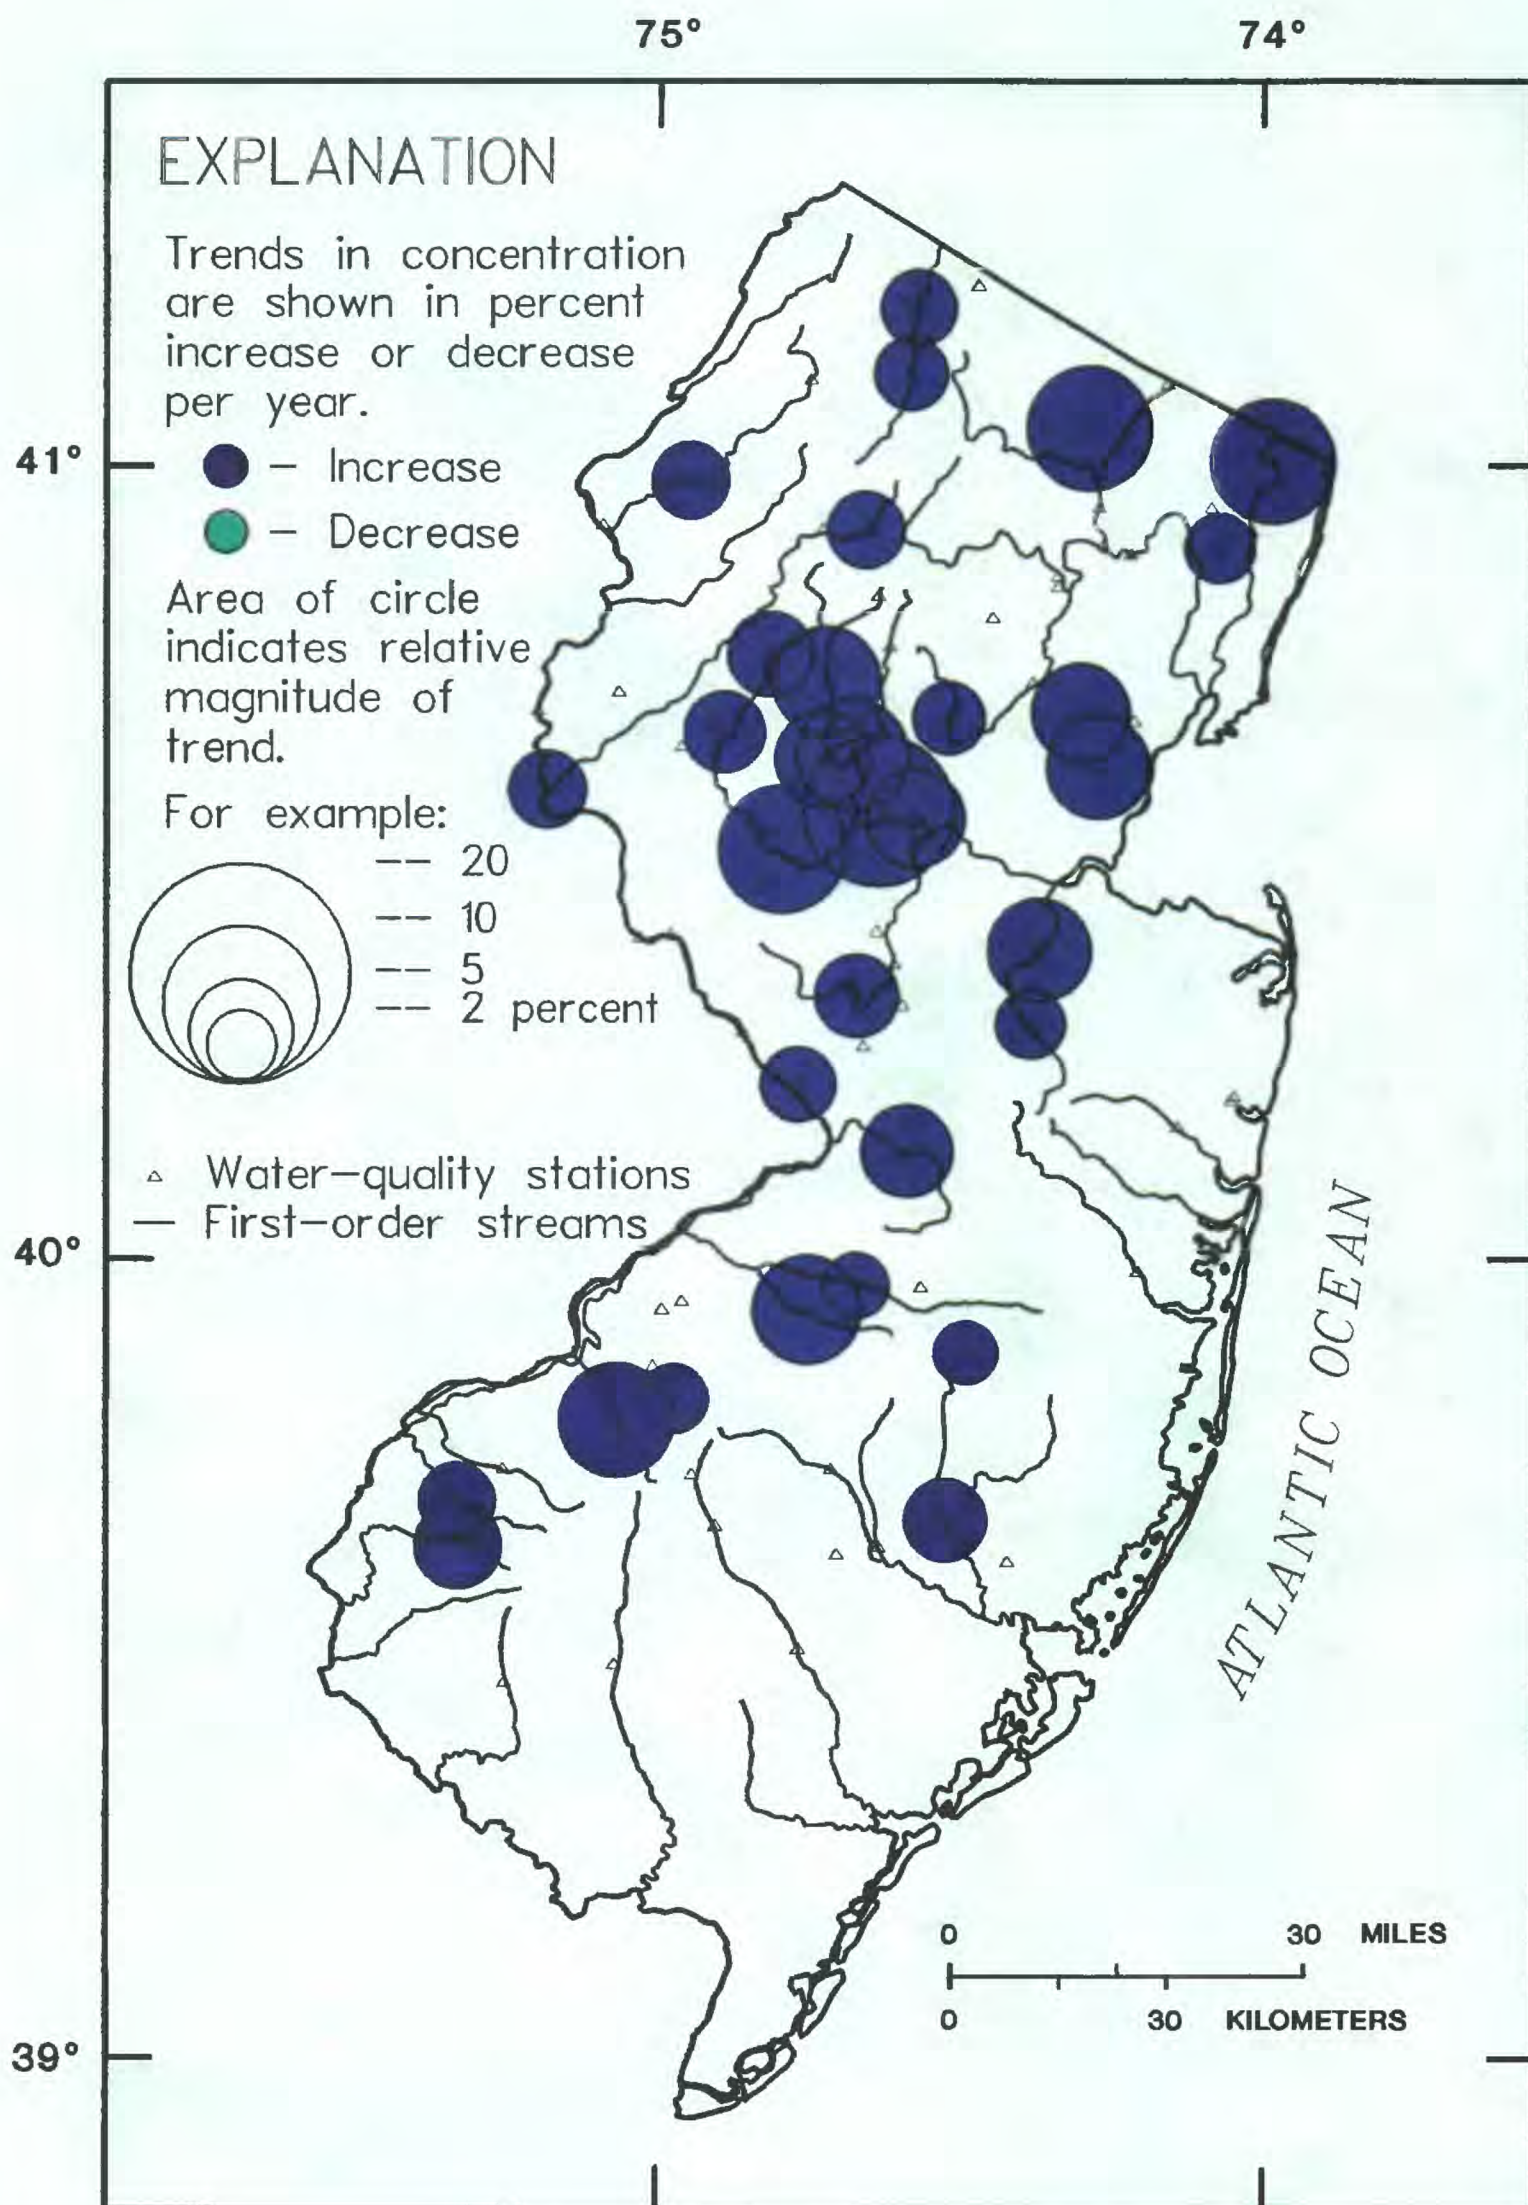 75° 74°
EXPLANATION
Trends in concentration
are shown in percent
increase or decrease
per year.
41°
— Increase
— Decrease
Area of circle
indicates relative
magnitude of
trend.
For example:
-- 20
-- 10
-- 5
-- 2 percent
Water-quality stations
— First-order streams
40°
ATLANTIC OCEAN
0 30 MILES
0 30 KILOMETERS
39°